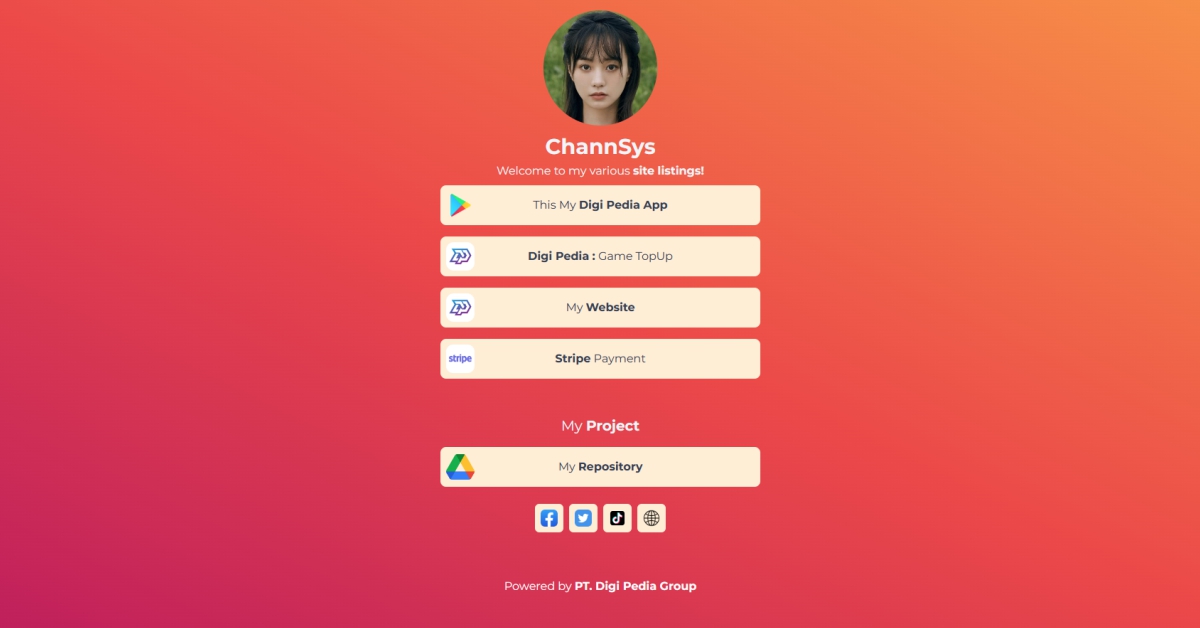 ChannSys
Welcome to my various site listings!
This My Digi Pedia App
Digi Pedia : Game TopUp
My Website
stripe
Stripe Payment
My Project
My Repository
Powered by PT. Digi Pedia Group